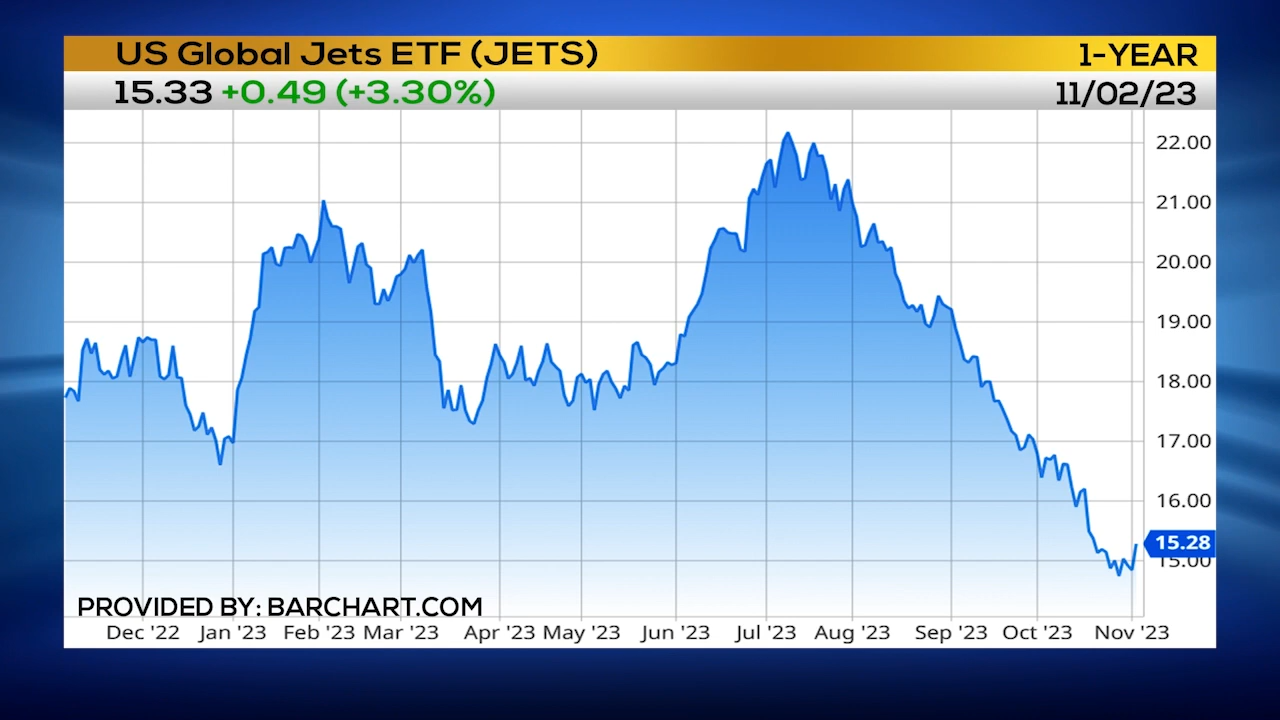 US Global Jets ETF (JETS)
1-YEAR
15.33 +0.49 (+3.30%)
11/02/23
22.00
21.00
20.00
19.00
18.00
17.00
16.00
15.28
15.00
PROVIDED BY: BARCHART.COM
Dec '22 Jan '23 Feb '23 Mar '23 Apr '23 May '23 Jun '23 Jul '23 Aug '23 Sep '23 Oct '23 Nov '23